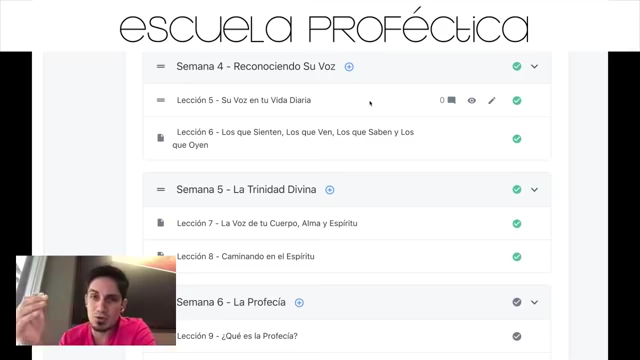 escuela proféctica
Semana 4 - Reconociendo Su Voz
Lección 5 - Su Voz en tu Vida Diaria
0
Lección 6 - Los que Sienten, Los que Ven, Los que Saben y Los
que Oyen
Semana 5 - La Trinidad Divina
Lección 7 - La Voz de tu Cuerpo, Alma y Espíritu
Lección 8 - Caminando en el Espíritu
Semana 6 - La Profecía
Lección 9 - ¿Qué es la Profecía?